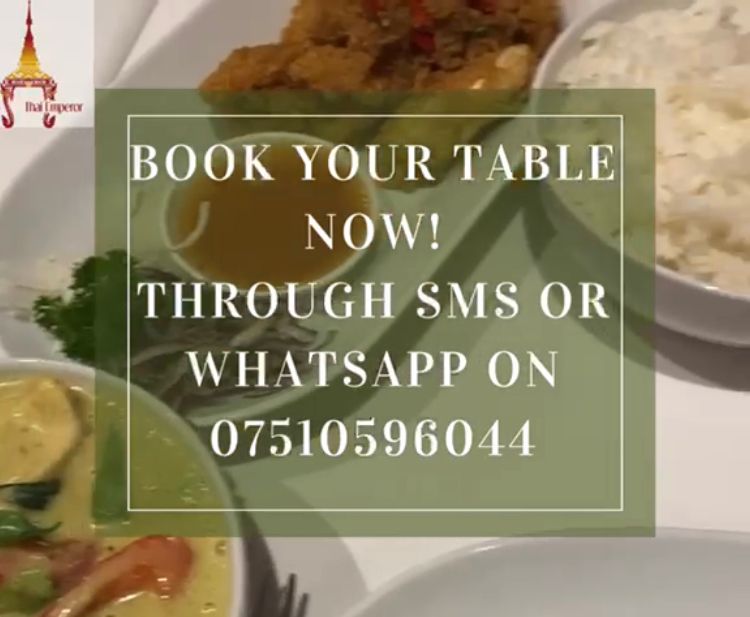 Thai Emperor
BOOK YOUR TABLE
NOW!
THROUGH SMS OR
WHATSAPP ON
07510596044